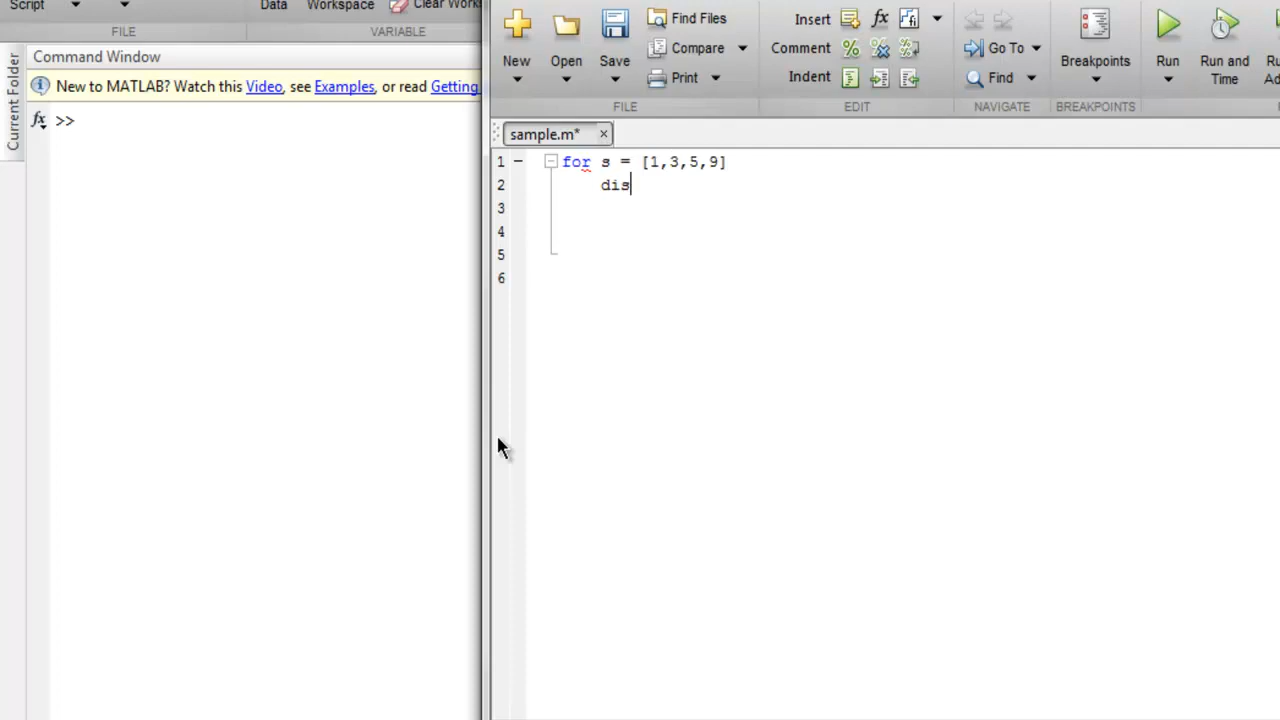 Script Data Workspace Clear Works
FILE VARIABLE
Current Folder
Command Window
New to MATLAB? Watch this Video, see Examples, or read Getting
fx >>
New Open Save
Find Files
Compare
Print
FILE
Insert fx
Comment
Indent
EDIT
Go To
Find
NAVIGATE
Breakpoints
BREAKPOINTS
Run Run and Time
sample.m*
1 for s = [1,3,5,9]
2 dis
3
4
5
6